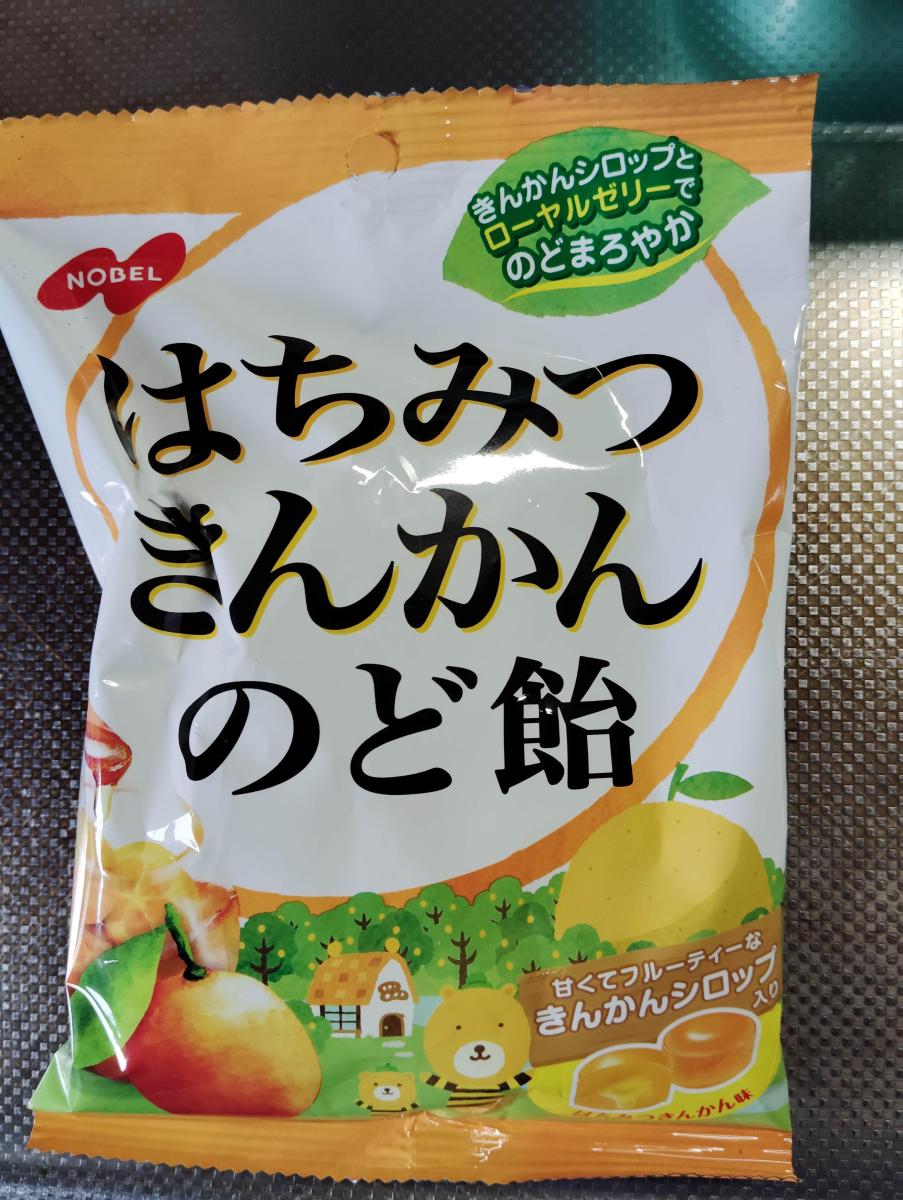 きんかんシロップと
ローヤルゼリーで
のどまろやか
NOBEL
はちみつ
きんかん
のど飴
甘くてフルーティーな
きんかんシロップ
入り
はちみつきんかん味